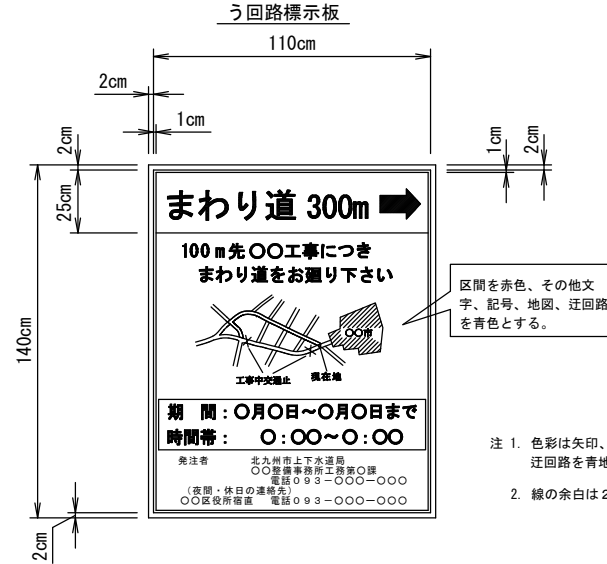 う回路標示板
110cm
2cm
1cm
2cm
25cm
140cm
2cm
1cm
2cm
まわり道 300m
100m先〇〇工事につき
まわり道をお廻り下さい
〇〇市
工事中交通止
現在地
区間を赤色、その他文
字、記号、地図、迂回路
を青色とする。
期 間：〇月〇日～〇月〇日まで
時間帯： 〇：〇〇～〇：〇〇
発注者 北九州市上下水道局
〇〇整備事務所工務第〇課
電話０９３－〇〇〇－〇〇〇
（夜間・休日の連絡先）
〇〇区役所宿直 電話０９３－〇〇〇－〇〇〇
注 1. 色彩は矢印、
迂回路を青地
2. 線の余白は２